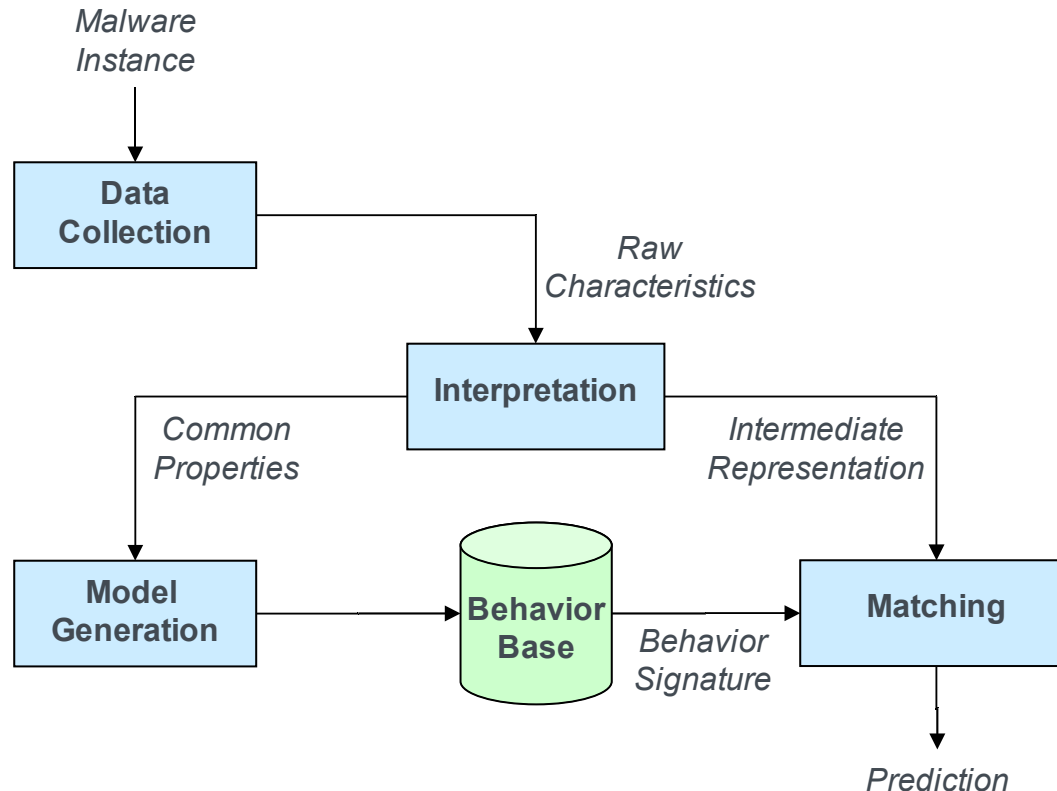 Malware
Instance
Data
Collection
Raw
Characteristics
Interpretation
Common
Properties
Intermediate
Representation
Model
Generation
Behavior
Base
Behavior
Signature
Matching
Prediction